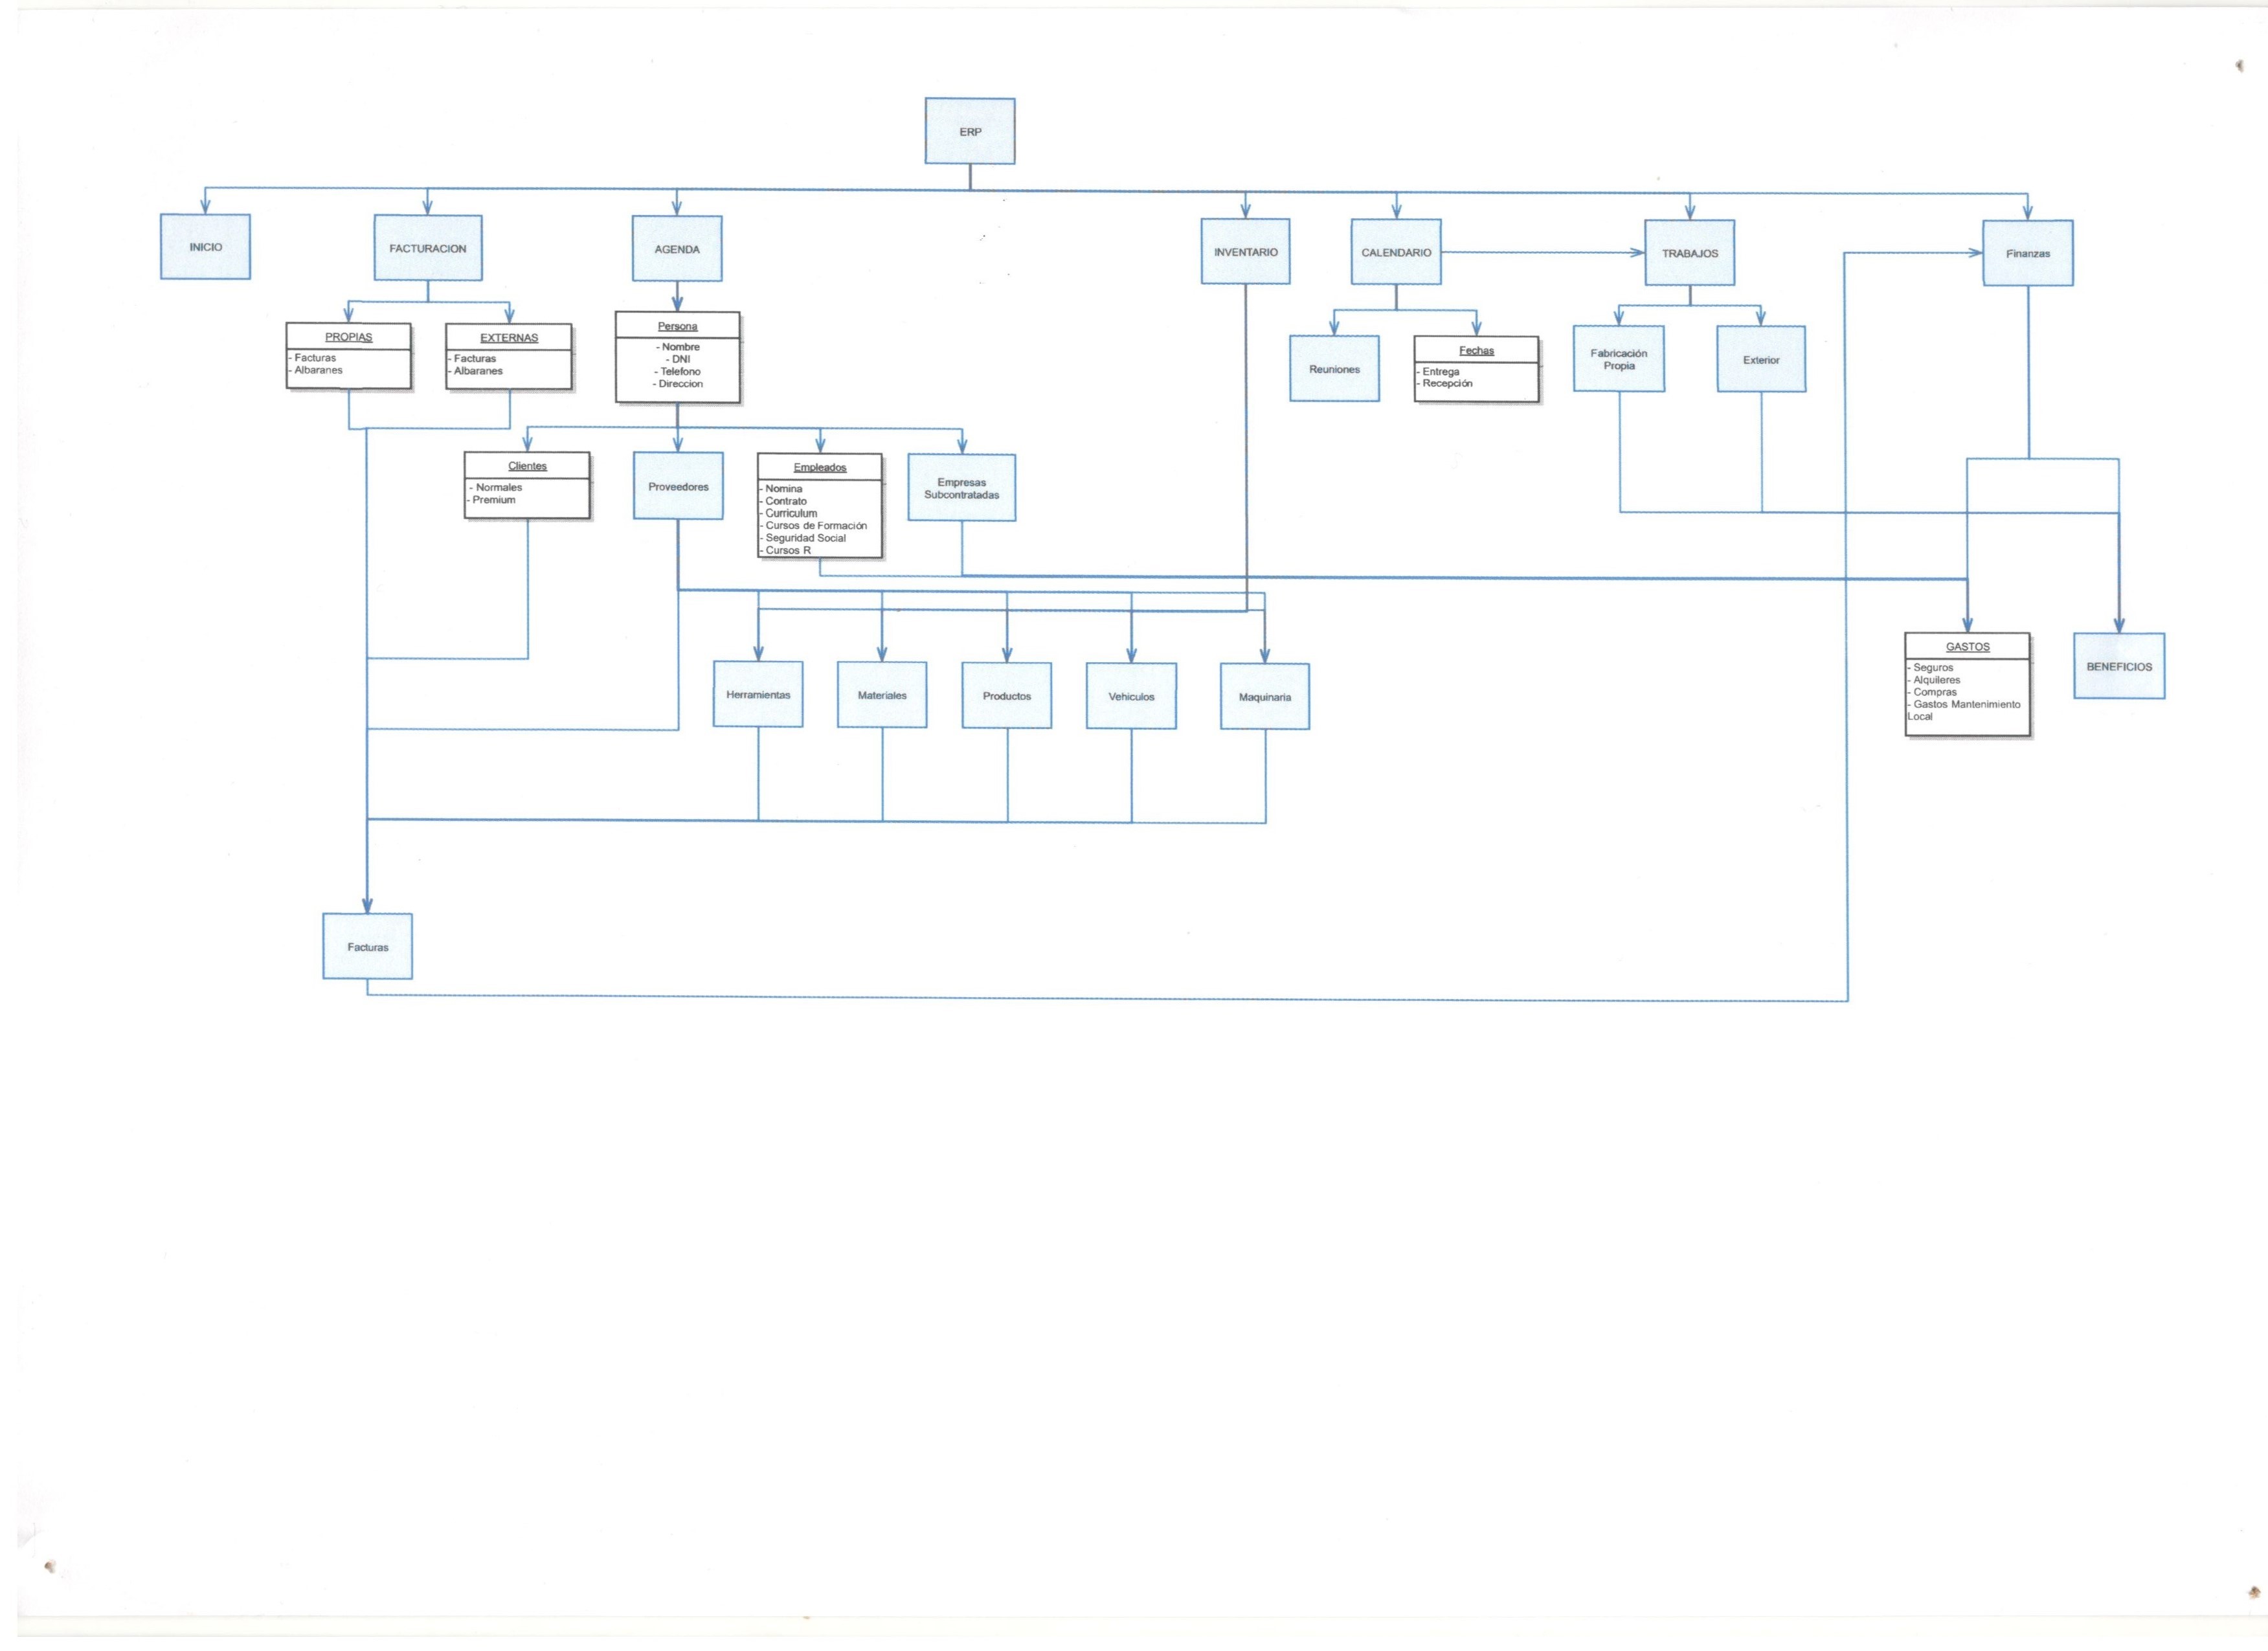 ERP
INICIO
FACTURACION
AGENDA
INVENTARIO
CALENDARIO
TRABAJOS
Finanzas
PROPIAS
- Facturas
- Albaranes
EXTERNAS
- Facturas
- Albaranes
Persona
- Nombre
- DNI
- Telefono
- Direccion
Reuniones
Fechas
- Entrega
- Recepción
Fabricación
Propia
Exterior
Clientes
- Normales
- Premium
Proveedores
Empleados
- Nomina
- Contrato
- Curriculum
- Cursos de Formación
- Seguridad Social
- Cursos R
Empresas
Subcontratadas
Herramientas
Materiales
Productos
Vehiculos
Maquinaria
GASTOS
- Seguros
- Alquileres
- Compras
- Gastos Mantenimiento
Local
BENEFICIOS
Facturas